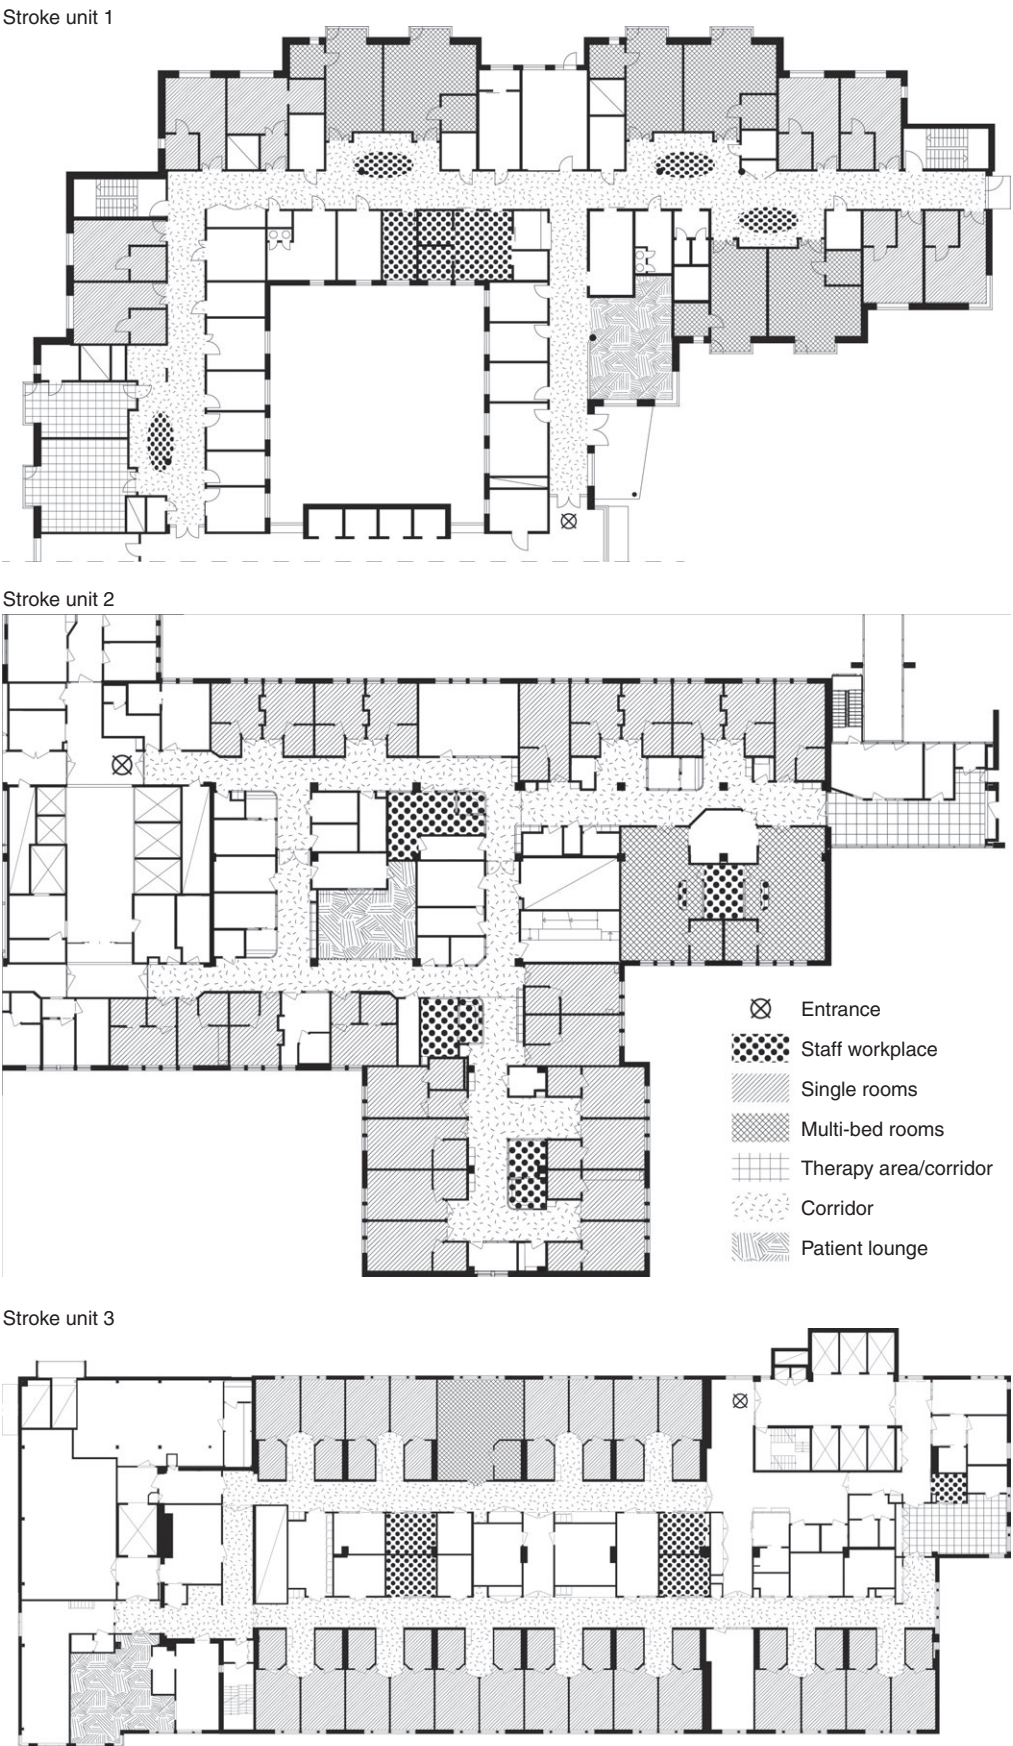 Stroke unit 1
Stroke unit 2
Entrance
Staff workplace
Single rooms
Multi-bed rooms
Therapy area/corridor
Corridor
Patient lounge
Stroke unit 3